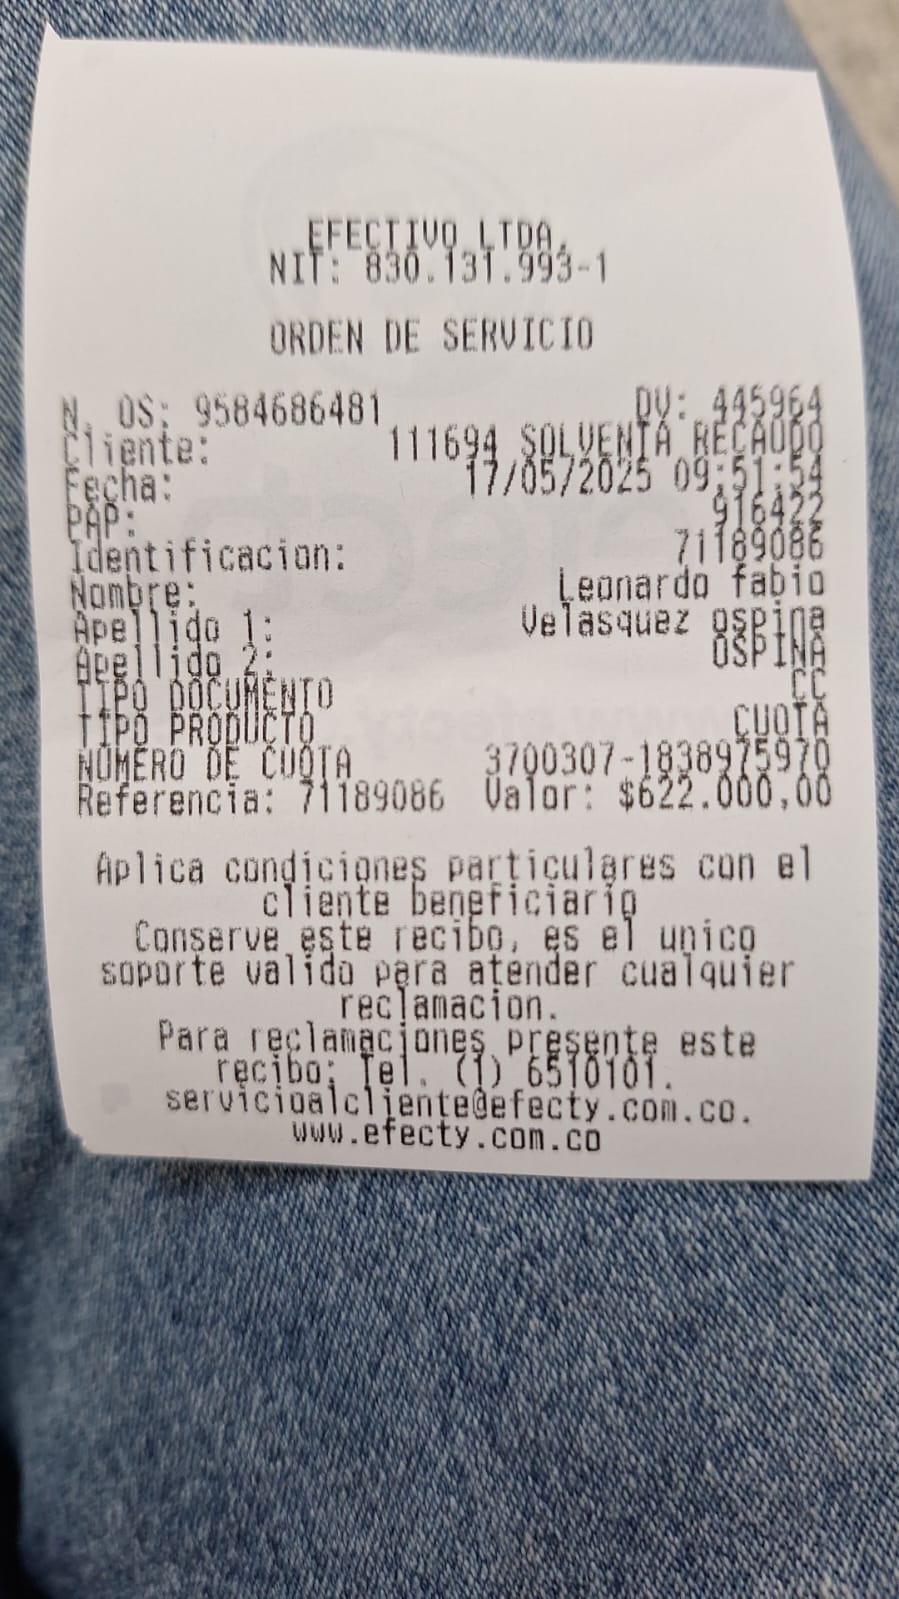 EFECTIVO LTDA.
NIT: 830.131.993-1
ORDEN DE SERVICIO
N. OS: 9584686481 DV: 445964
Cliente: 111694 SOLVENTA RECAUDO
Fecha: 17/05/2025 09:51:54
PAP: 916422
Identificacion: 71189086
Nombre: Leonardo fabio
Apellido 1: Velasquez ospina
Apellido 2: OSPINA
TIPO DOCUMENTO CC
TIPO PRODUCTO CUOTA
NUMERO DE CUOTA 3700307-1838975970
Referencia: 71189086 Valor: $622.000,00
Aplica condiciones particulares con el
cliente beneficiario
Conserve este recibo, es el unico
soporte valido para atender cualquier
reclamacion.
Para reclamaciones presente este
recibo: Tel. (1) 6510101.
servicioalcliente@efecty.com.co.
www.efecty.com.co